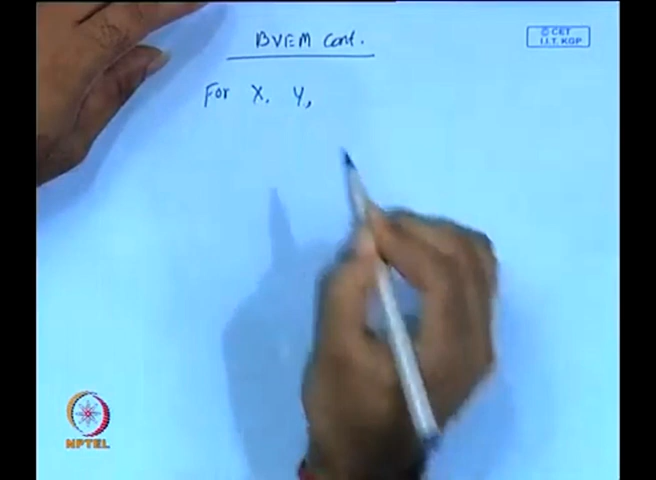 BVEM Cont.
© CET
I.I.T. KGP
For X, Y,
NPTEL